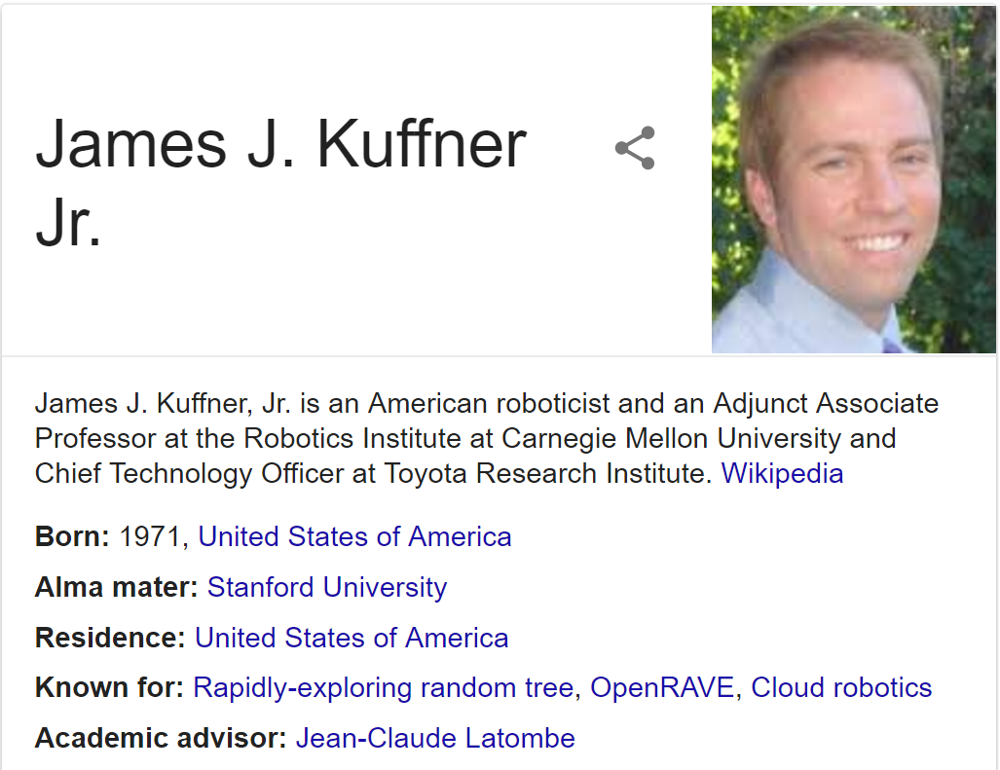 James J. Kuffner
Jr.
James J. Kuffner, Jr. is an American roboticist and an Adjunct Associate
Professor at the Robotics Institute at Carnegie Mellon University and
Chief Technology Officer at Toyota Research Institute. Wikipedia
Born: 1971, United States of America
Alma mater: Stanford University
Residence: United States of America
Known for: Rapidly-exploring random tree, OpenRAVE, Cloud robotics
Academic advisor: Jean-Claude Latombe